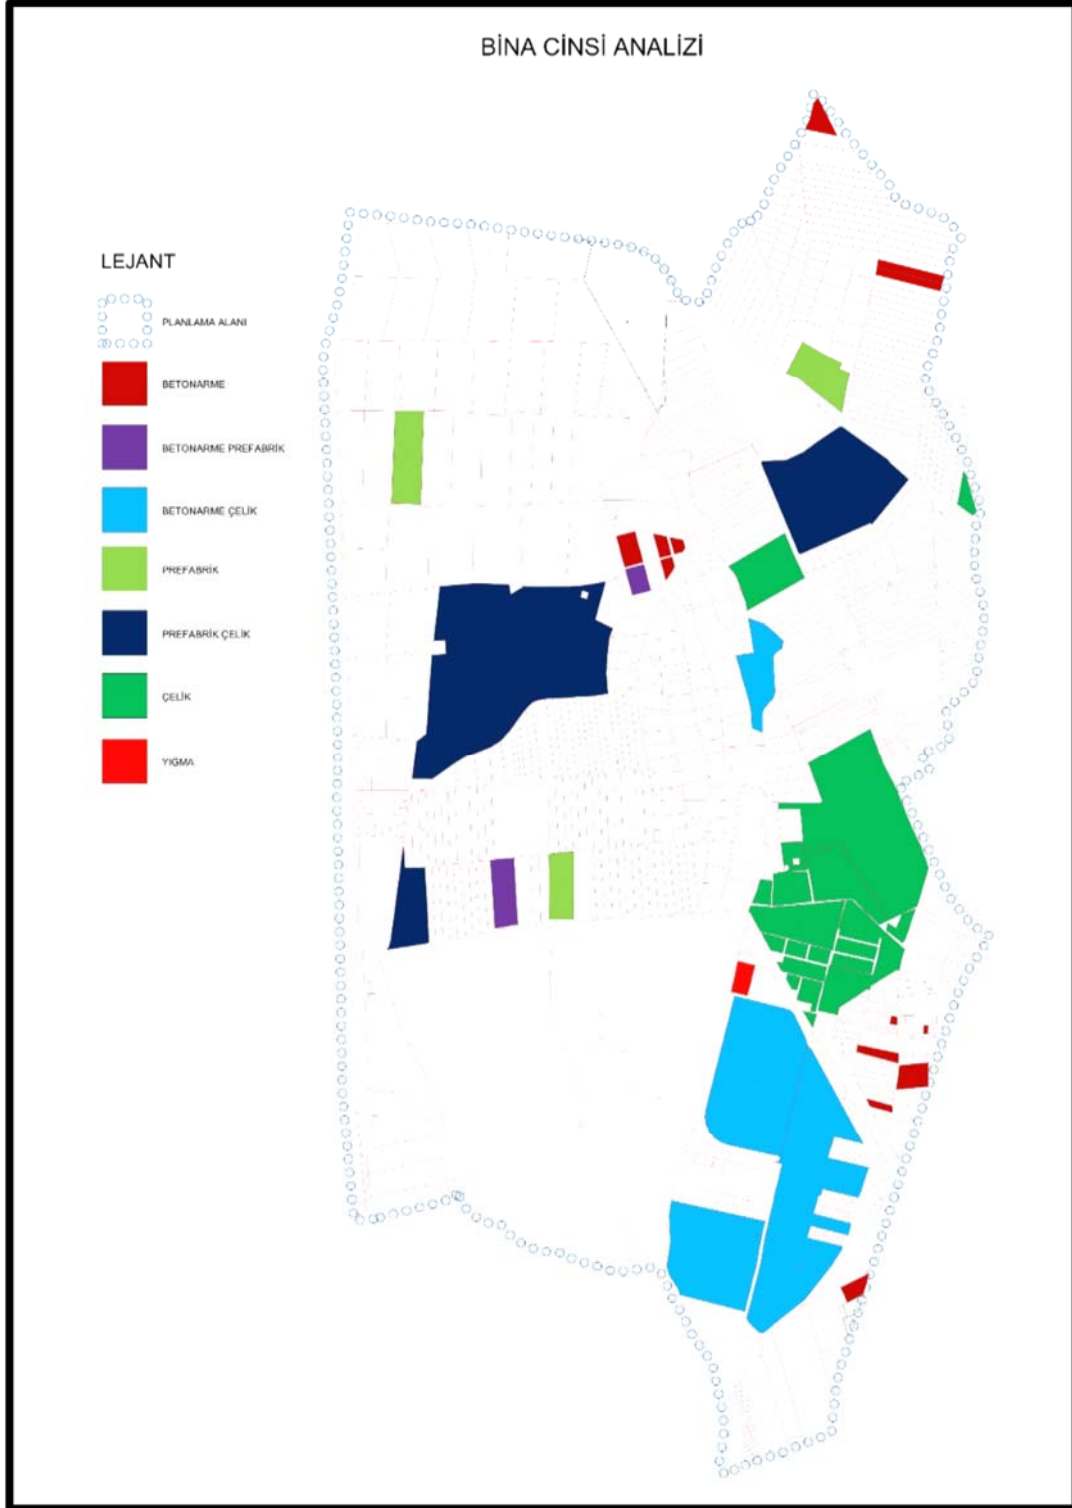 BİNA CİNSİ ANALİZİ
LEJANT
PLANLAMA ALANI
BETONARME
BETONARME PREFABRİK
BETONARME ÇELİK
PREFABRİK
PREFABRİK ÇELİK
ÇELİK
YIGMA